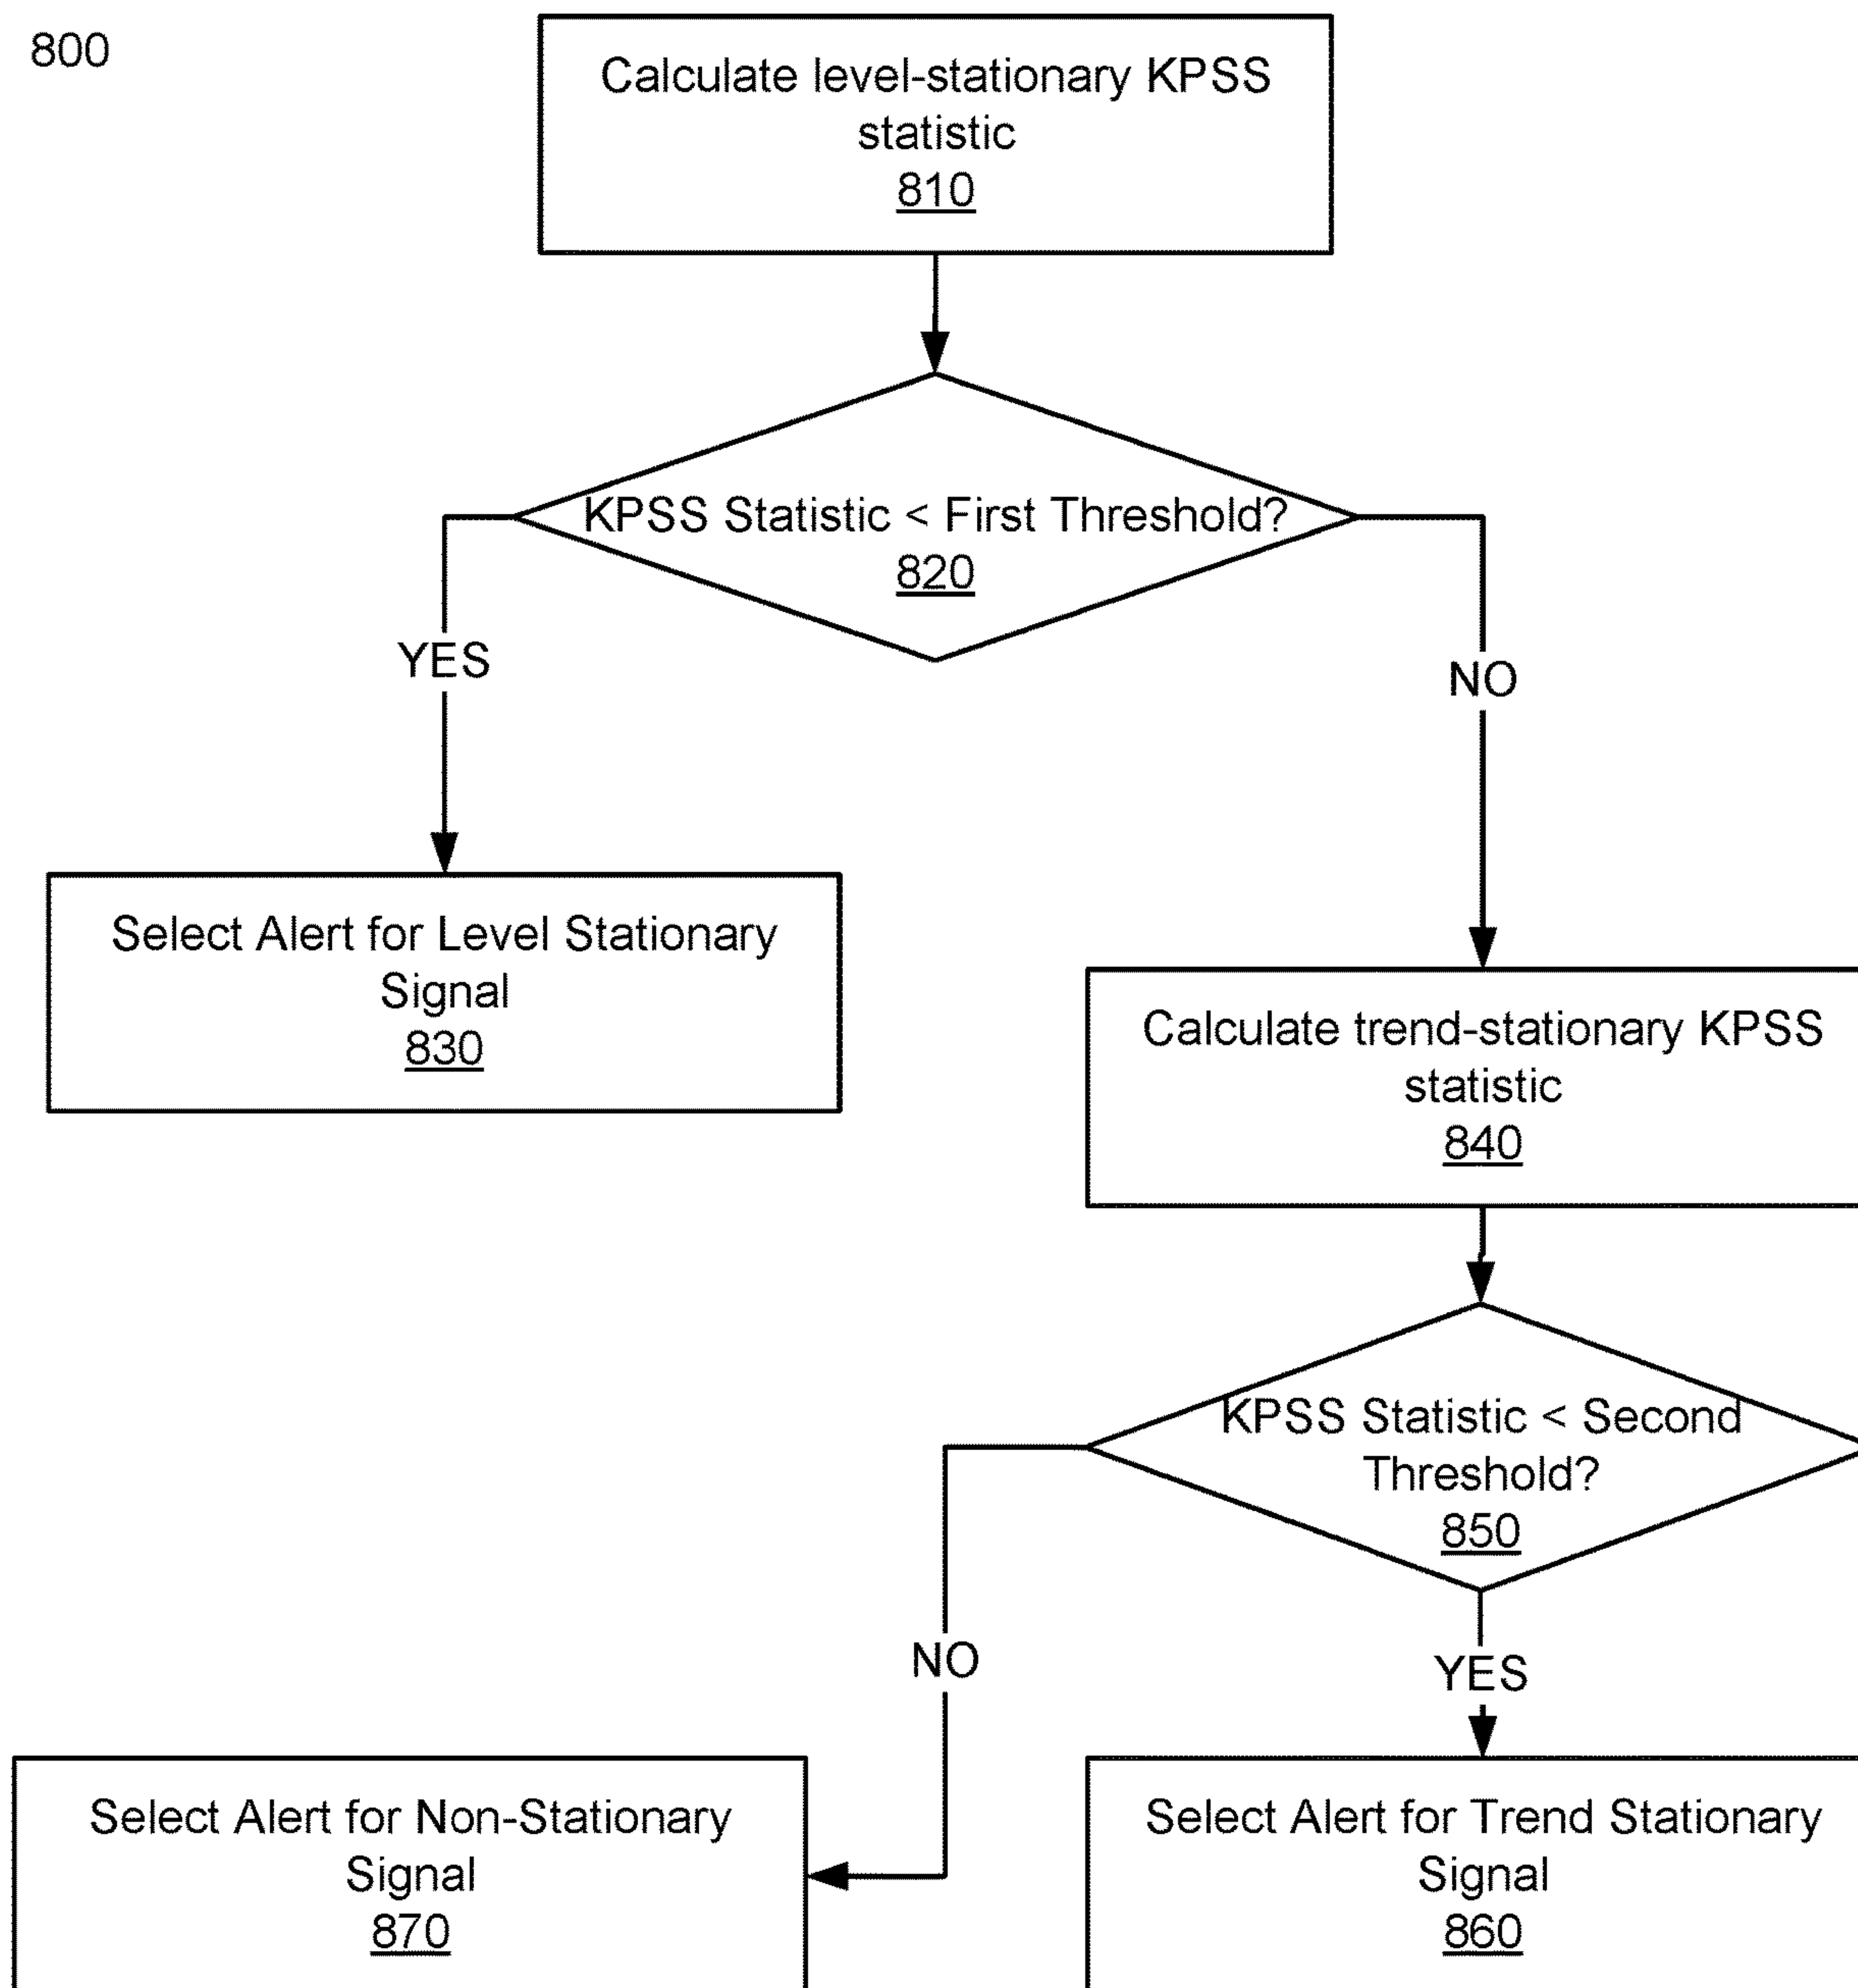 800
Calculate level-stationary KPSS
statistic
810
KPSS Statistic < First Threshold?
820
YES
NO
Select Alert for Level Stationary
Signal
830
Calculate trend-stationary KPSS
statistic
840
KPSS Statistic < Second
Threshold?
850
NO
YES
Select Alert for Non-Stationary
Signal
870
Select Alert for Trend Stationary
Signal
860